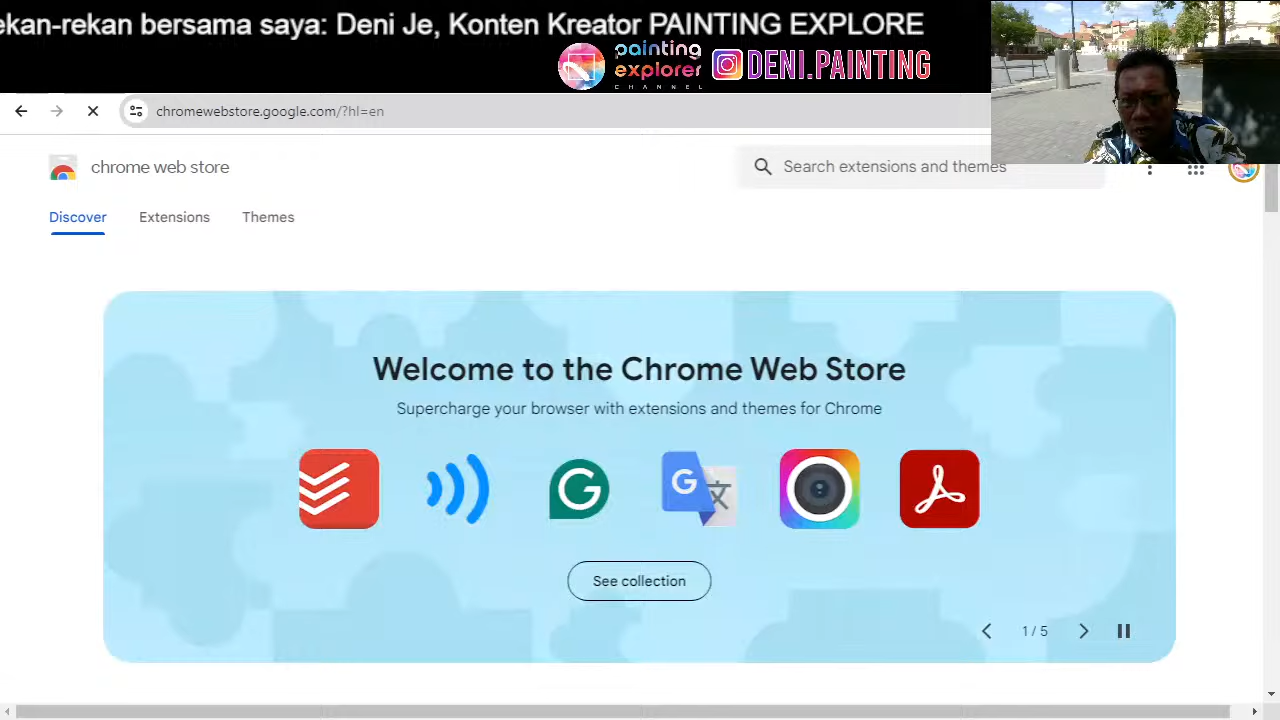 ekan-rekan bersama saya: Deni Je, Konten Kreator PAINTING EXPLORE
painting
explorer
CHANNEL
DENI.PAINTING
chromewebstore.google.com/?hl=en
chrome web store
Search extensions and themes
Discover
Extensions
Themes
Welcome to the Chrome Web Store
Supercharge your browser with extensions and themes for Chrome
G
G 文
See collection
1 / 5